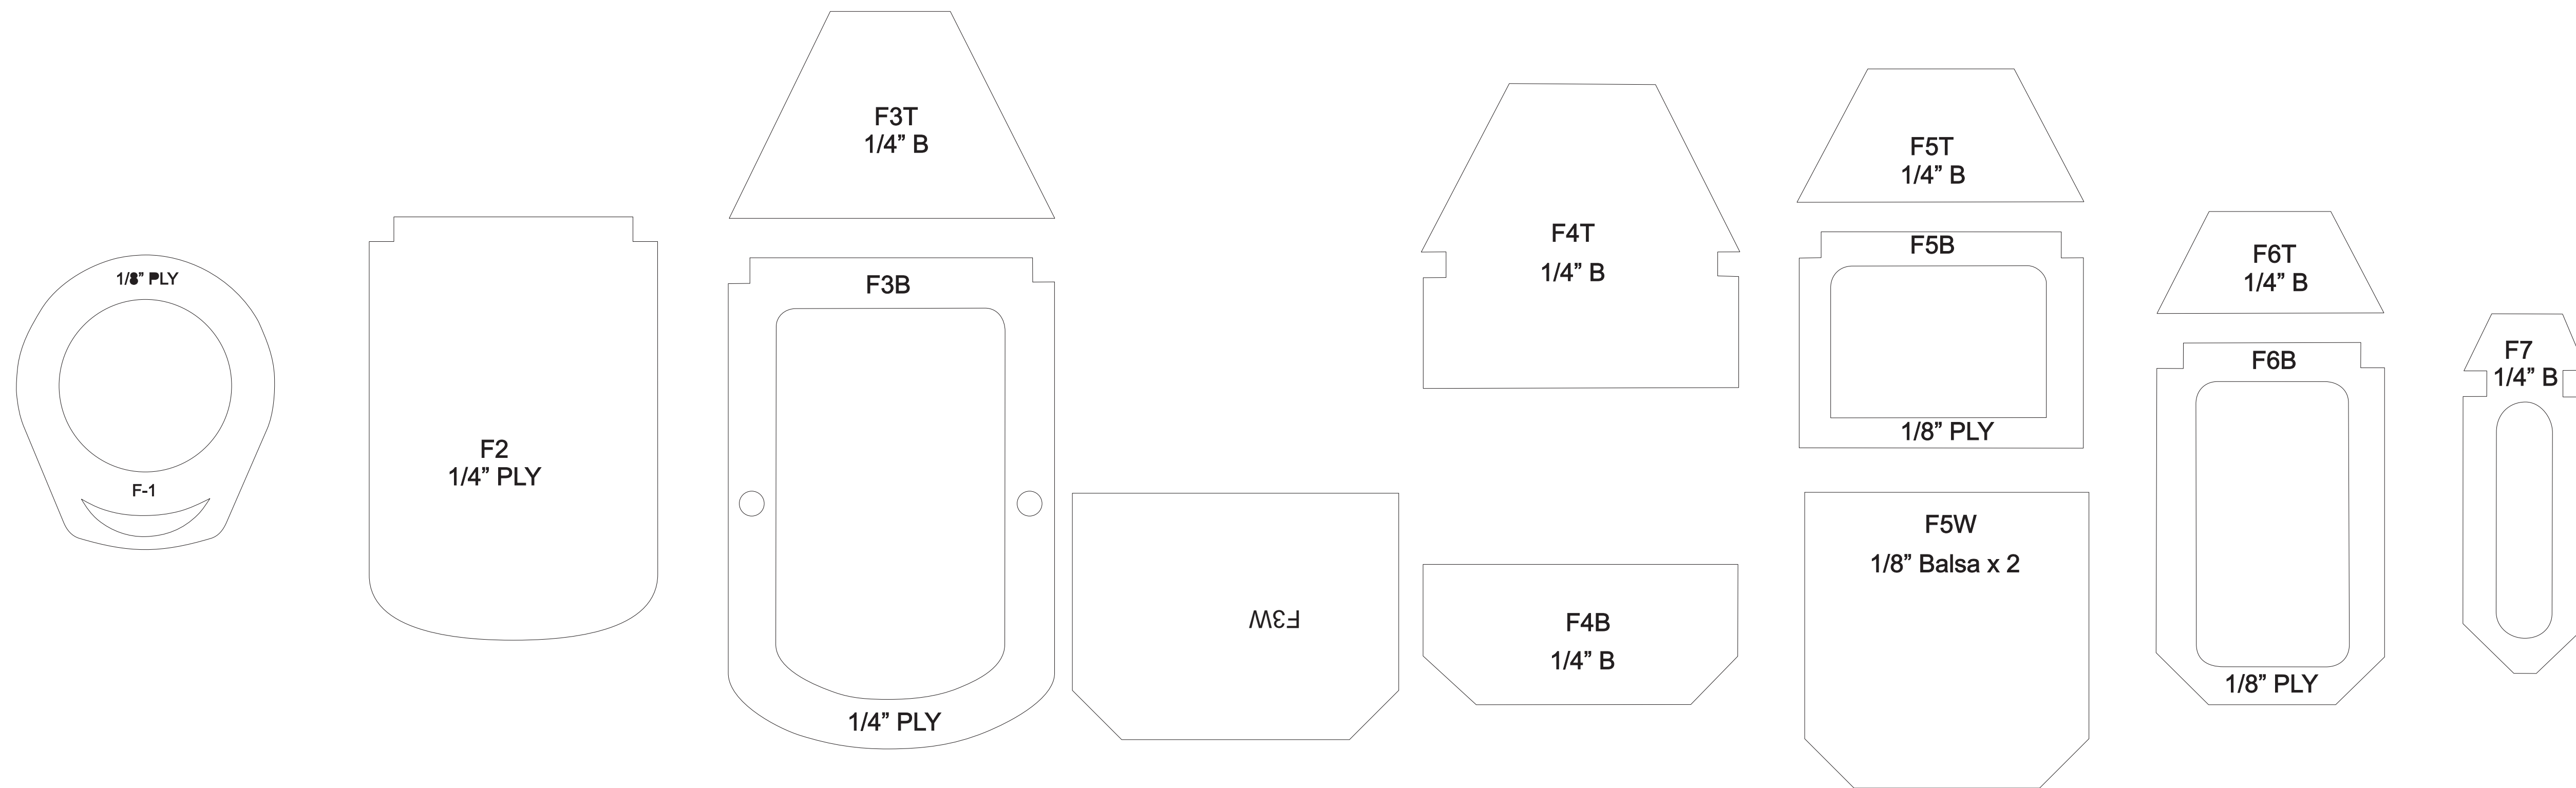 1/8” PLY
F-1
F2
1/4” PLY
F3T
1/4” B
F3B
1/4” PLY
F3W
F4T
1/4” B
F4B
1/4” B
F5T
1/4” B
F5B
1/8” PLY
F5W
1/8” Balsa x 2
F6T
1/4” B
F6B
1/8” PLY
F7
1/4” B